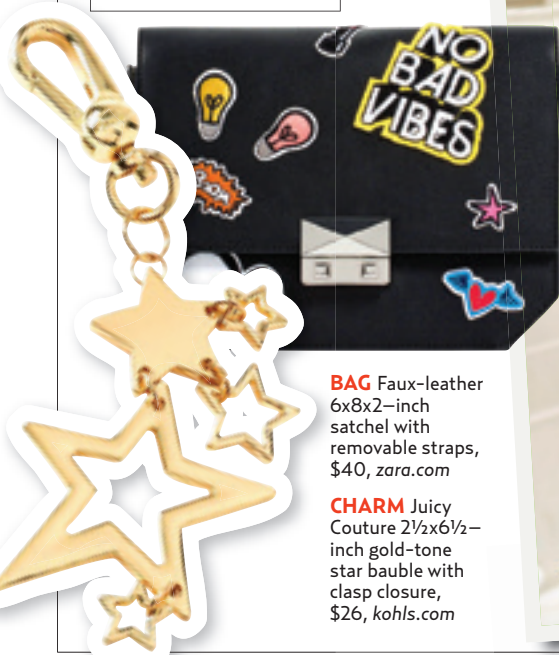 NO
BAD
VIBES
BAG Faux-leather
6x8x2–inch
satchel with
removable straps,
$40, zara.com
CHARM Juicy
Couture 2½x6½–
inch gold-tone
star bauble with
clasp closure,
$26, kohls.com